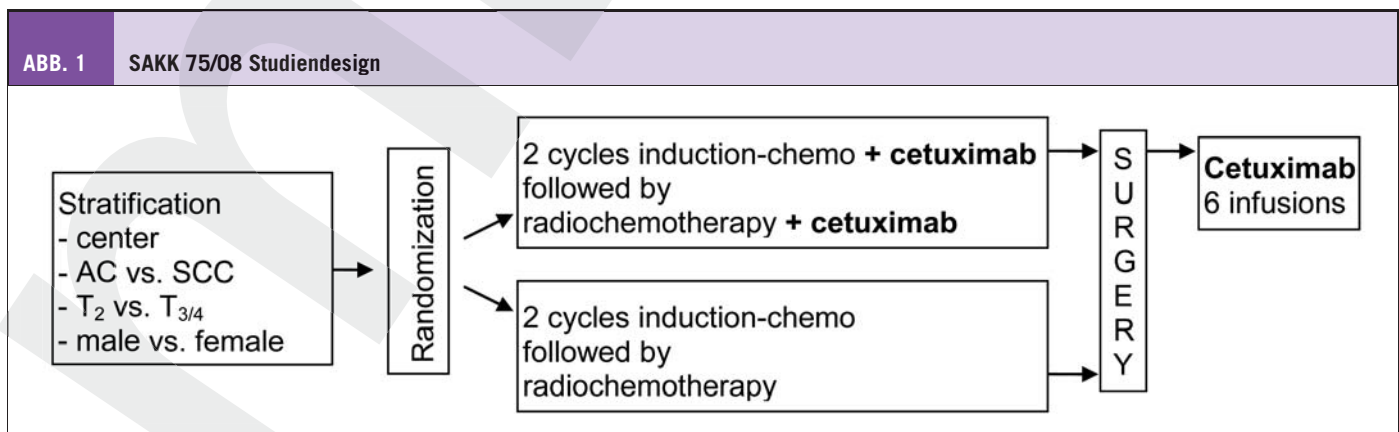 ABB. 1 SAKK 75/08 Studiendesign
Stratification
- center
- AC vs. SCC
- T2 vs. T3/4
- male vs. female
Randomization
2 cycles induction-chemo + cetuximab
followed by
radiochemotherapy + cetuximab
2 cycles induction-chemo
followed by
radiochemotherapy
SURGERY
Cetuximab
6 infusions